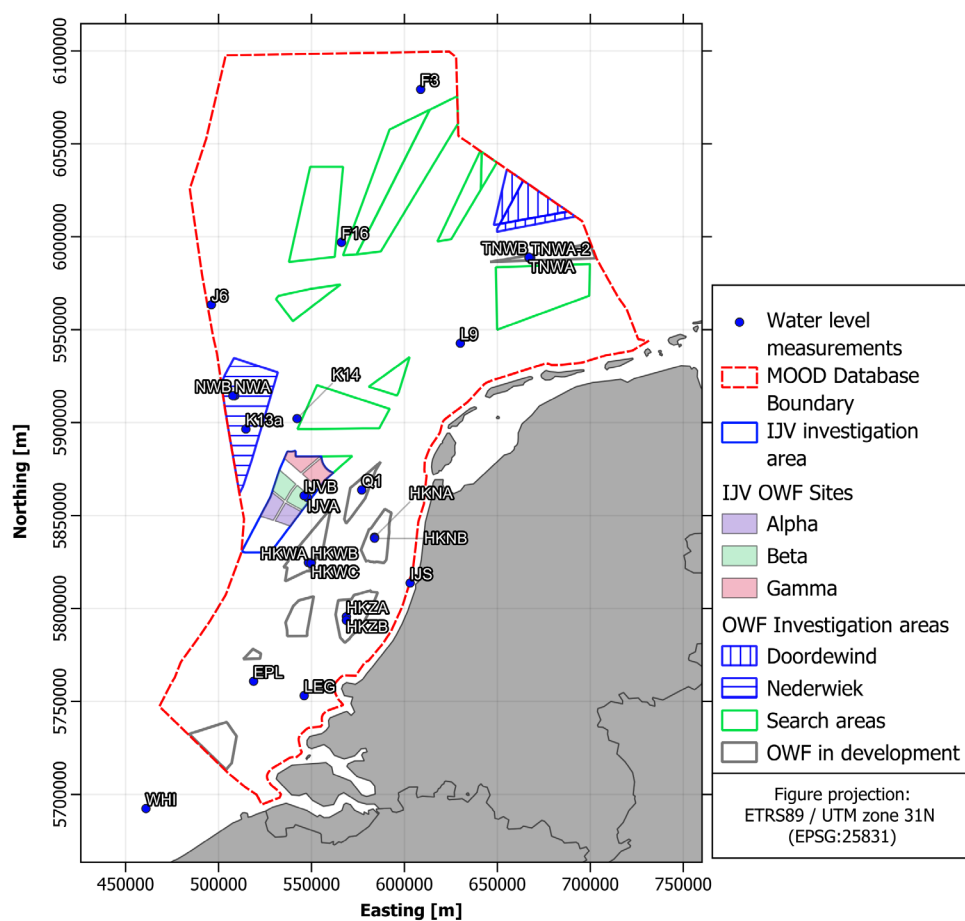 6100000
6050000
6000000
5950000
5900000
5850000
5800000
5750000
5700000
Northing [m]
F3
F16
TNWB
TNWA-2
TNWA
J6
L9
K14
NWB
NWA
K13a
IJVB
IJVA
Q1
HKNA
HKNB
HKWA
HKWB
HKWC
IJS
HKZA
HKZB
EPL
LEG
WHI
450000
500000
550000
600000
650000
700000
750000
Easting [m]
Water level
measurements
MOOD Database
Boundary
IJV investigation
area
IJV OWF Sites
Alpha
Beta
Gamma
OWF Investigation areas
Doordewind
Nederwiek
Search areas
OWF in development
Figure projection:
ETRS89 / UTM zone 31N
(EPSG:25831)